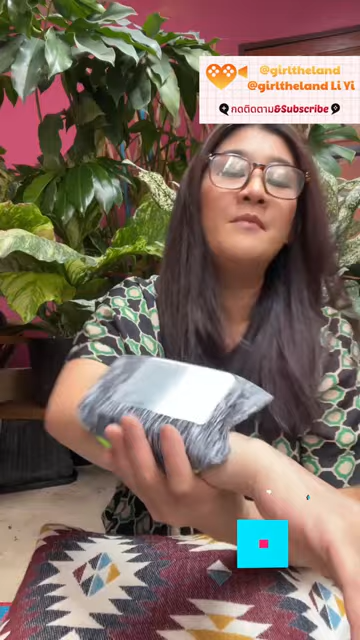 @girltheland
@girltheland Li Yi
กดติดตาม&Subscribe